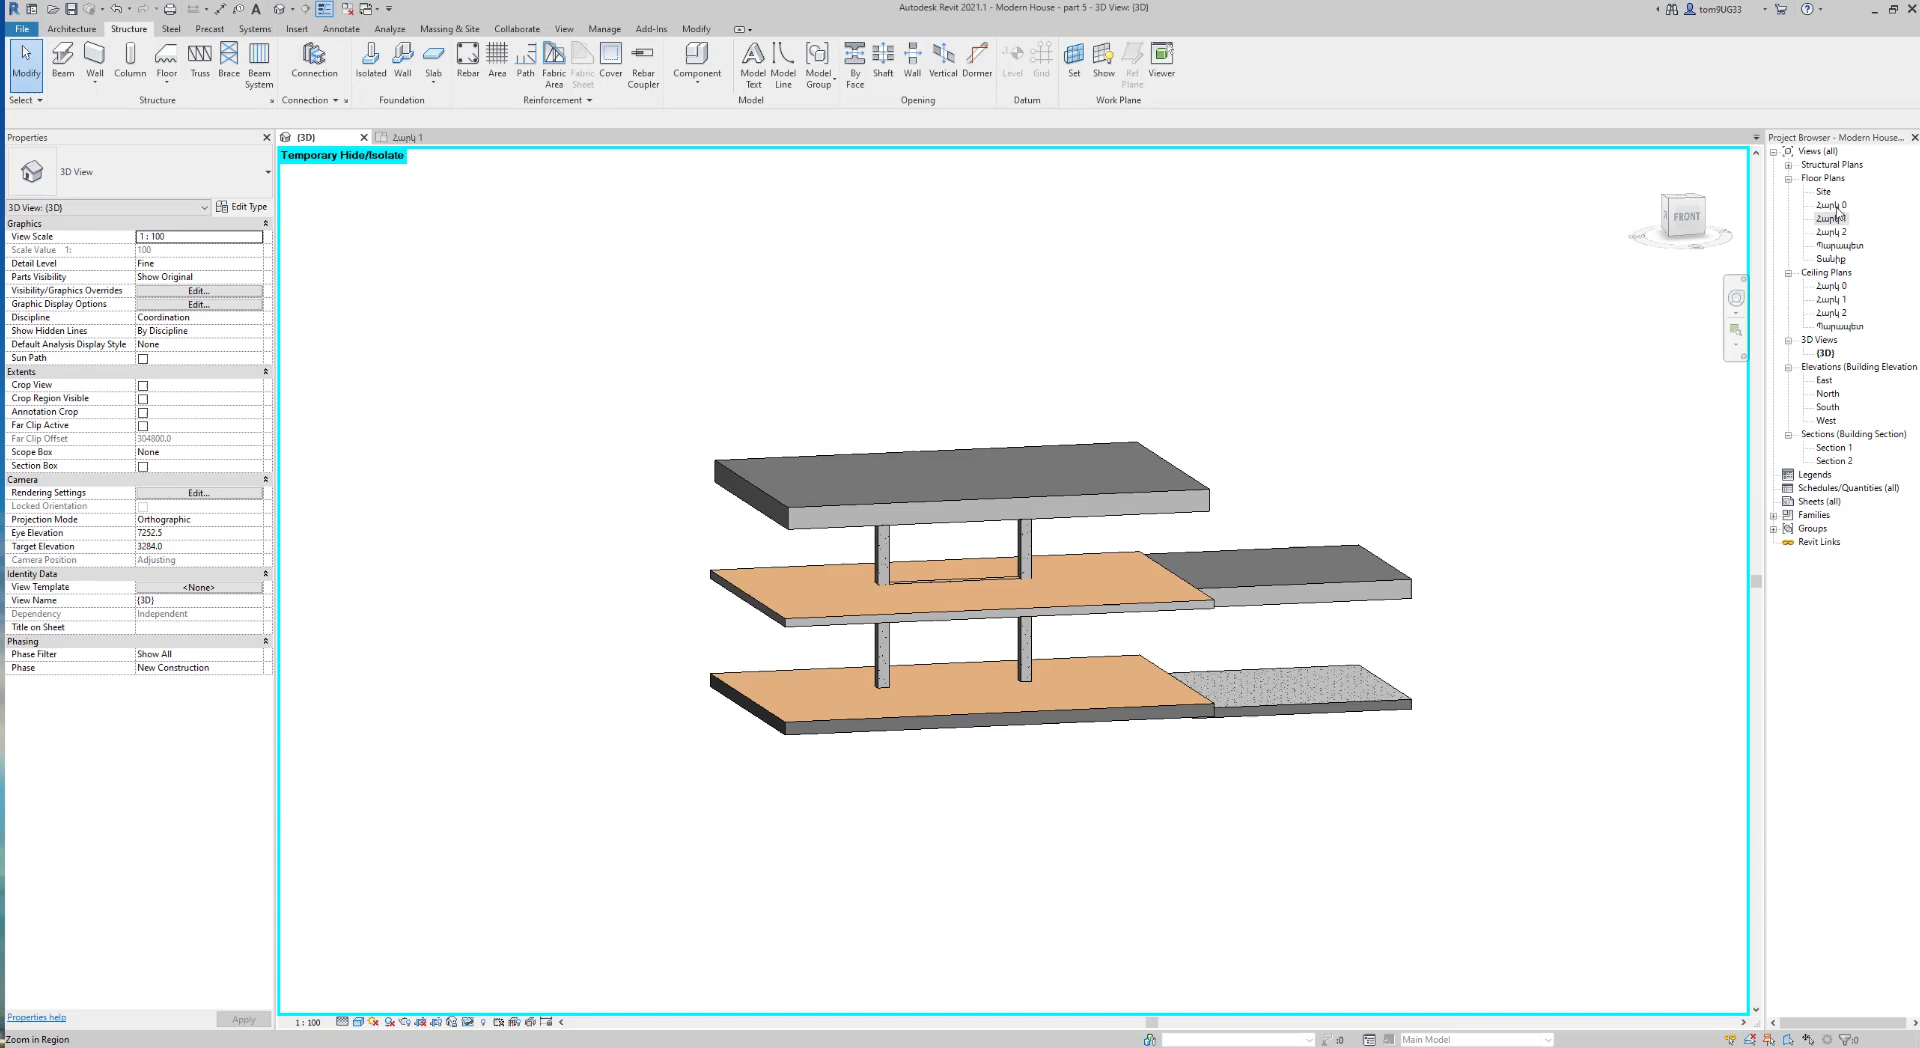 Autodesk Revit 2021.1 - Modern House - part 5 - 3D View: {3D}
tom9UG33
File Architecture Structure Steel Precast Systems Insert Annotate Analyze Massing & Site Collaborate View Manage Add-Ins Modify
Modify Beam Wall Column Floor Truss Brace Beam System Connection Isolated Wall Slab Rebar Area Path Fabric Area Fabric Sheet Cover Rebar Coupler Component Model Text Model Line Model Group By Face Shaft Wall Vertical Dormer Level Grid Set Show Ref Plane Viewer
Select Structure Connection Foundation Reinforcement Model Opening Datum Work Plane
Properties
{3D}
Հարկ 1
Project Browser - Modern House...
Temporary Hide/Isolate
FRONT
3D View
3D View: {3D}
Edit Type
Graphics
View Scale 1 : 100
Scale Value 1: 100
Detail Level Fine
Parts Visibility Show Original
Visibility/Graphics Overrides Edit...
Graphic Display Options Edit...
Discipline Coordination
Show Hidden Lines By Discipline
Default Analysis Display Style None
Sun Path
Extents
Crop View
Crop Region Visible
Annotation Crop
Far Clip Active
Far Clip Offset 304800.0
Scope Box None
Section Box
Camera
Rendering Settings Edit...
Locked Orientation
Projection Mode Orthographic
Eye Elevation 7252.5
Target Elevation 3284.0
Camera Position Adjusting
Identity Data
View Template <None>
View Name {3D}
Dependency Independent
Title on Sheet
Phasing
Phase Filter Show All
Phase New Construction
Properties help
Apply
Views (all)
Structural Plans
Floor Plans
Site
Հարկ 0
Հարկ 1
Հարկ 2
Պարապետ
Տանիք
Ceiling Plans
Հարկ 0
Հարկ 1
Հարկ 2
Պարապետ
3D Views
{3D}
Elevations (Building Elevation
East
North
South
West
Sections (Building Section)
Section 1
Section 2
Legends
Schedules/Quantities (all)
Sheets (all)
Families
Groups
Revit Links
1 : 100
Zoom in Region
:0
Main Model
:0